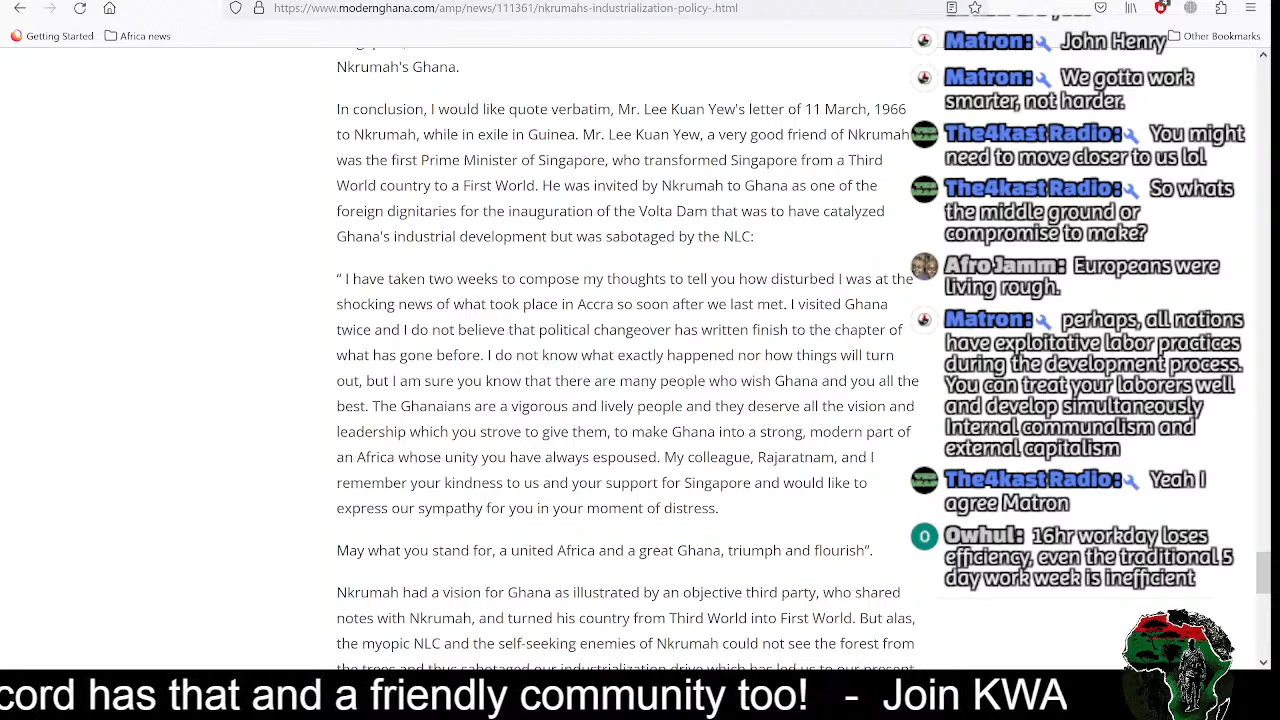 https://www.modernghana.com/amp/news/111361/nkrumahs-industrialization-policy-.html
Getting Started
Africa news
Other Bookmarks
Nkrumah's Ghana.
In conclusion, I would like quote verbatim, Mr. Lee Kuan Yew's letter of 11 March, 1966
to Nkrumah, while in exile in Guinea. Mr. Lee Kuan Yew, a very good friend of Nkrumah
was the first Prime Minister of Singapore, who transformed Singapore from a Third
World country to a First World. He was invited by Nkrumah to Ghana as one of the
foreign dignitaries for the inauguration of the Volta Dam that was to have catalyzed
Ghana's industrial development but was sabotaged by the NLC:
“ I have taken two weeks to compose my thoughts to tell you how disturbed I was at the
shocking news of what took place in Accra so soon after we last met. I visited Ghana
twice and I do not believe that political changeover has written finish to the chapter of
what has gone before. I do not know what exactly happened nor how things will turn
out, but I am sure you know that there are many people who wish Ghana and you all the
best. The Ghanaians are a vigorous and lively people and they deserve all the vision and
leadership which you strove to give them, to make Ghana into a strong, modern part of
an Africa whose unity you have always espoused. My colleague, Rajaratnam, and I
remember your kindness to us and your support for Singapore and would like to
express our sympathy for you in your moment of distress.
May what you stand for, a united Africa and a great Ghana, triumph and flourish”.
Nkrumah had a vision for Ghana as illustrated by an objective third party, who shared
notes with Nkrumah, and turned his country from Third World into First World. But alas,
the myopic NLC and the self-seeking enemies of Nkrumah could not see the forest from
the trees and thus sabotaged our industrialization drive which has led us to our present
Matron: John Henry
Matron: We gotta work
smarter, not harder.
The4kast Radio: You might
need to move closer to us lol
The4kast Radio: So whats
the middle ground or
compromise to make?
AfroJamm: Europeans were
living rough.
Matron: perhaps, all nations
have exploitative labor practices
during the development process.
You can treat your laborers well
and develop simultaneously
Internal communalism and
external capitalism
The4kast Radio: Yeah I
agree Matron
O
Owhul: 16hr workday loses
efficiency, even the traditional 5
day work week is inefficient
cord has that and a friendly community too! - Join KWA